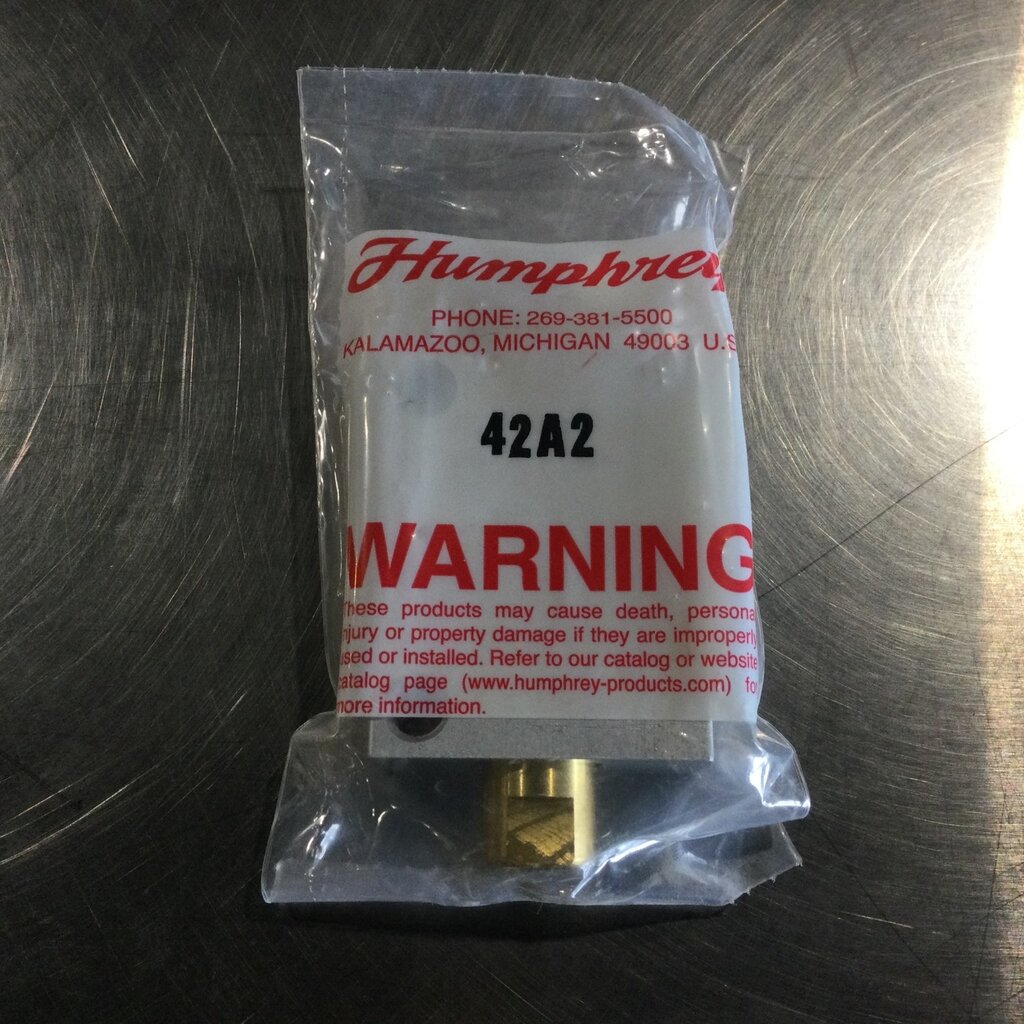 Humphrey
PHONE: 269-381-5500
KALAMAZOO, MICHIGAN 49003 U.S
42A2
WARNING
These products may cause death, persona
njury or property damage if they are improperly
used or installed. Refer to our catalog or website
catalog page (www.humphrey-products.com) for
more information.